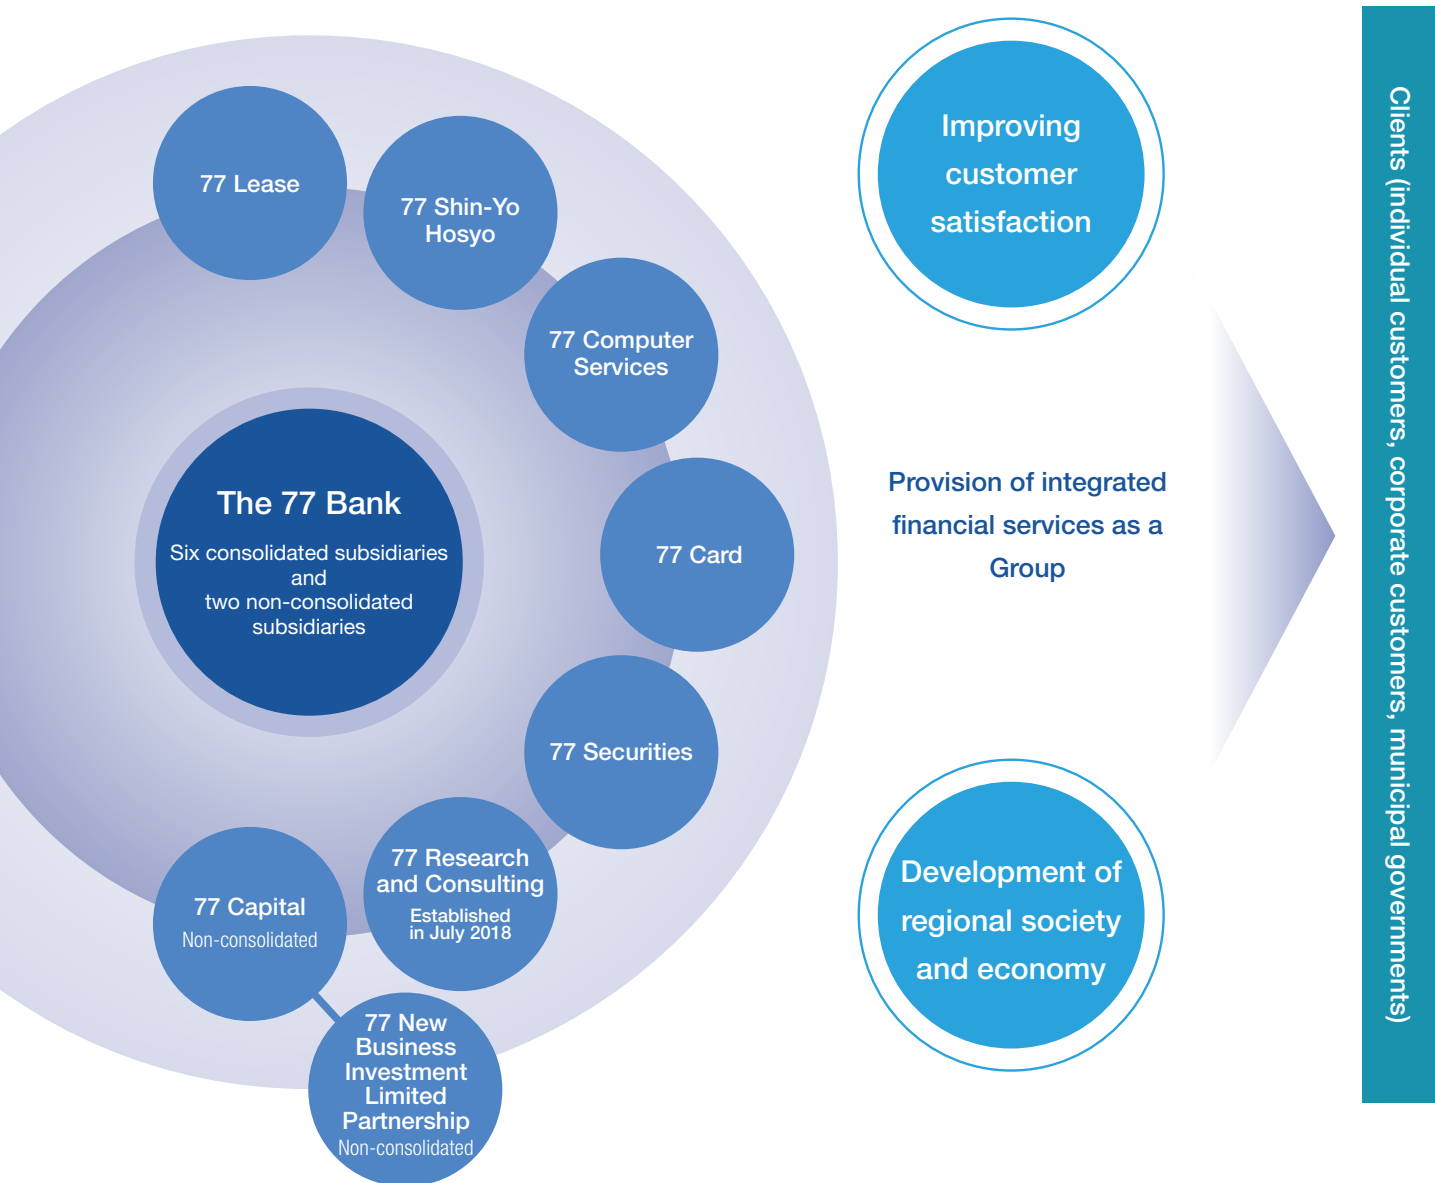 77 Lease
77 Shin-Yo
Hosyo
77 Computer
Services
77 Card
77 Securities
77 Research
and Consulting
Established
in July 2018
77 Capital
Non-consolidated
77 New
Business
Investment
Limited
Partnership
Non-consolidated
The 77 Bank
Six consolidated subsidiaries
and
two non-consolidated
subsidiaries
Improving
customer
satisfaction
Provision of integrated
financial services as a
Group
Development of
regional society
and economy
Clients (individual customers, corporate customers, municipal governments)